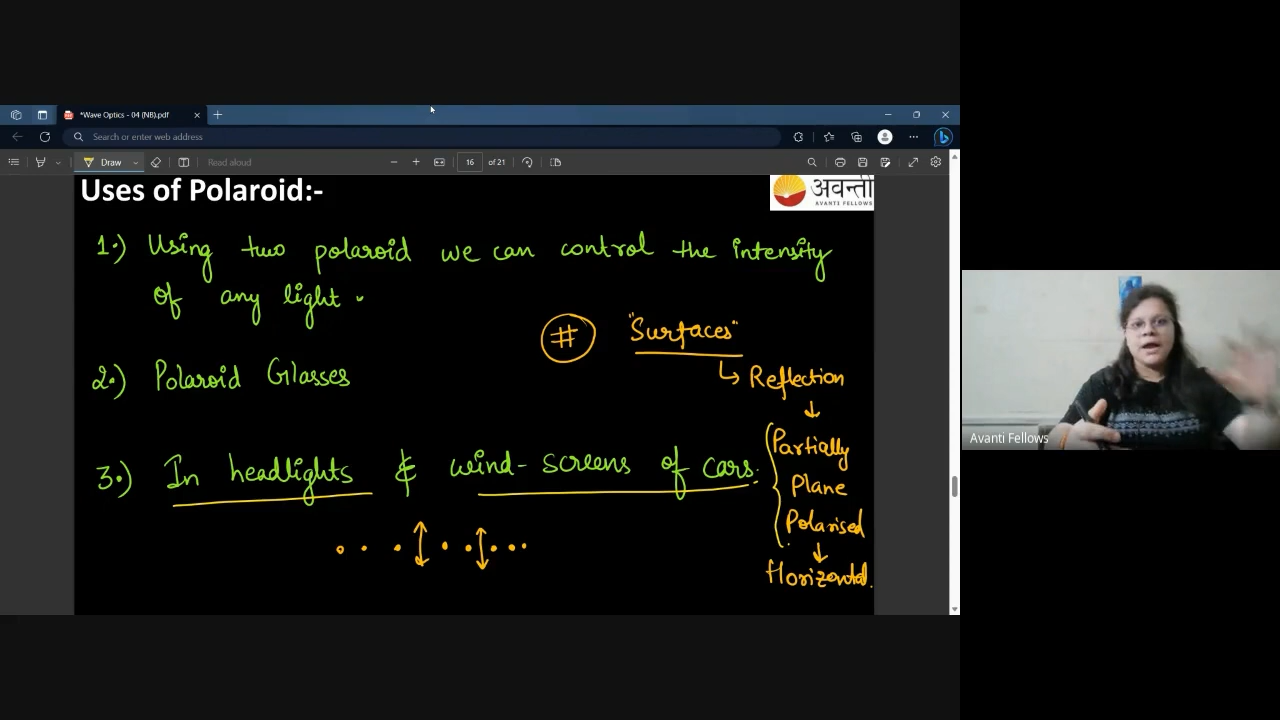 *Wave Optics - 04 (NB).pdf
Search or enter web address
Draw
Read aloud
16 of 21
Uses of Polaroid:-
अवन्ती
AVANTI FELLOWS
1.) Using two polaroid we can control the intensity
of any light.
# "Surfaces"
↳ Reflection
↓
2.) Polaroid Glasses
Partially
Plane
Polarised
↓
Horizontal.
3.) In headlights & wind-screens of cars.
Avanti Fellows